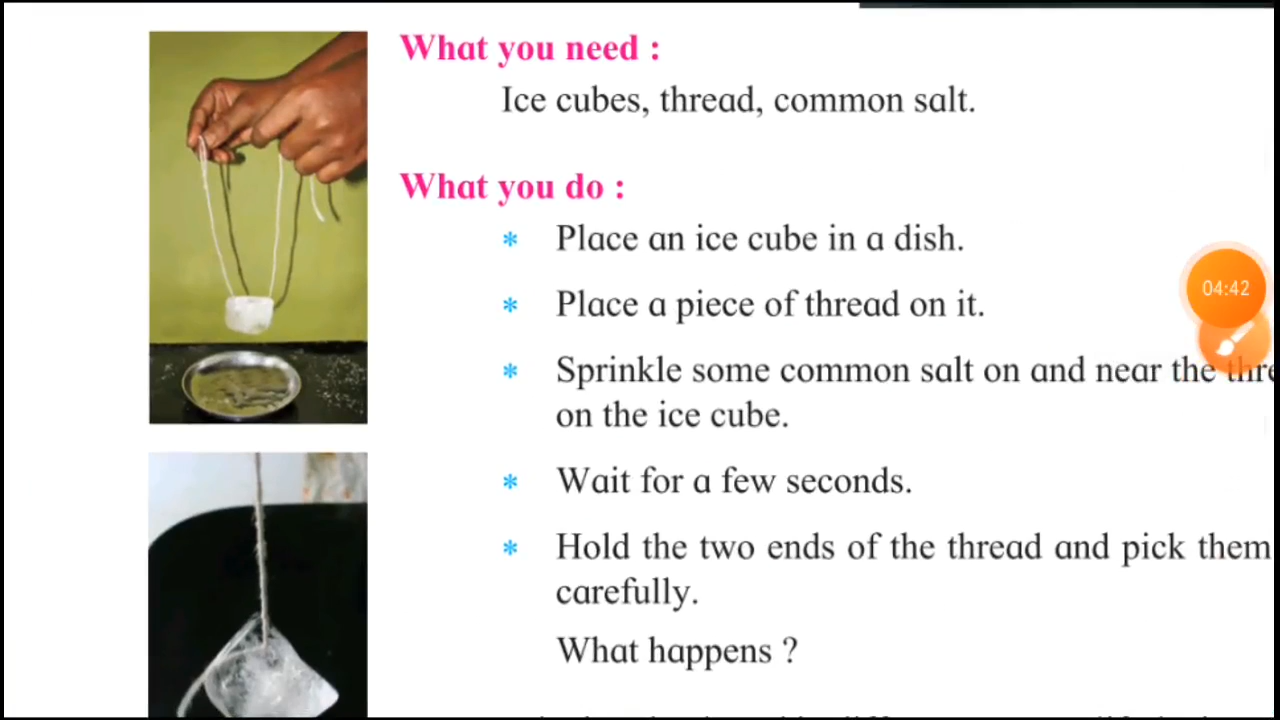 What you need :
Ice cubes, thread, common salt.
What you do :
* Place an ice cube in a dish.
* Place a piece of thread on it.
* Sprinkle some common salt on and near the
on the ice cube.
* Wait for a few seconds.
* Hold the two ends of the thread and pick them
carefully.
What happens ?
04:42